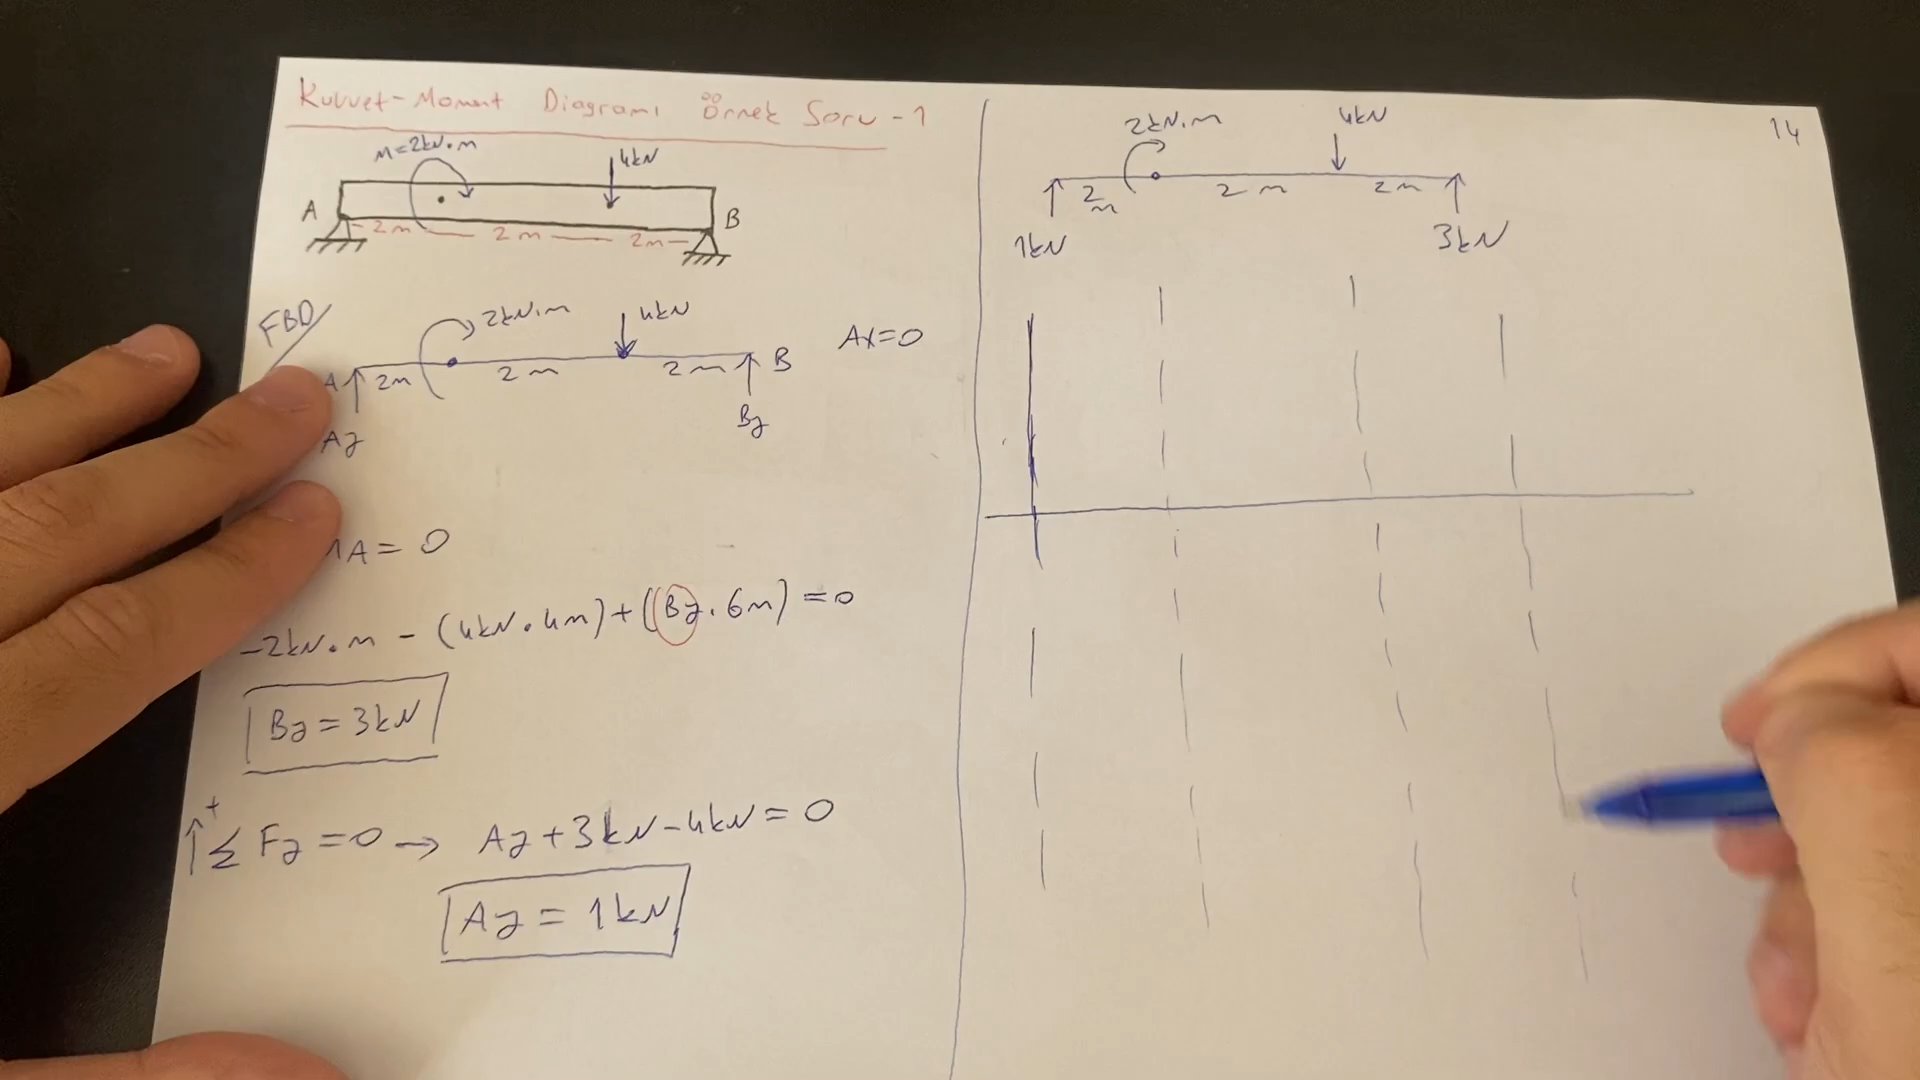 Kuvvet-Moment Diagramı Örnek Soru - 1
M=2kN.m
4kN
A
B
2m
2m
2m
FBD/
2kN.m
4kN
Ax=0
A
2m
2m
2m
B
Ay
By
A = 0
-2kN.m - (4kN.4m)+(By.6m)=0
By = 3kN
+
↑ Σ Fy =0 → Ay+3kN-4kN=0
Ay = 1kN
14
2kN.m
4kN
2m
2m
2m
1kN
3kN